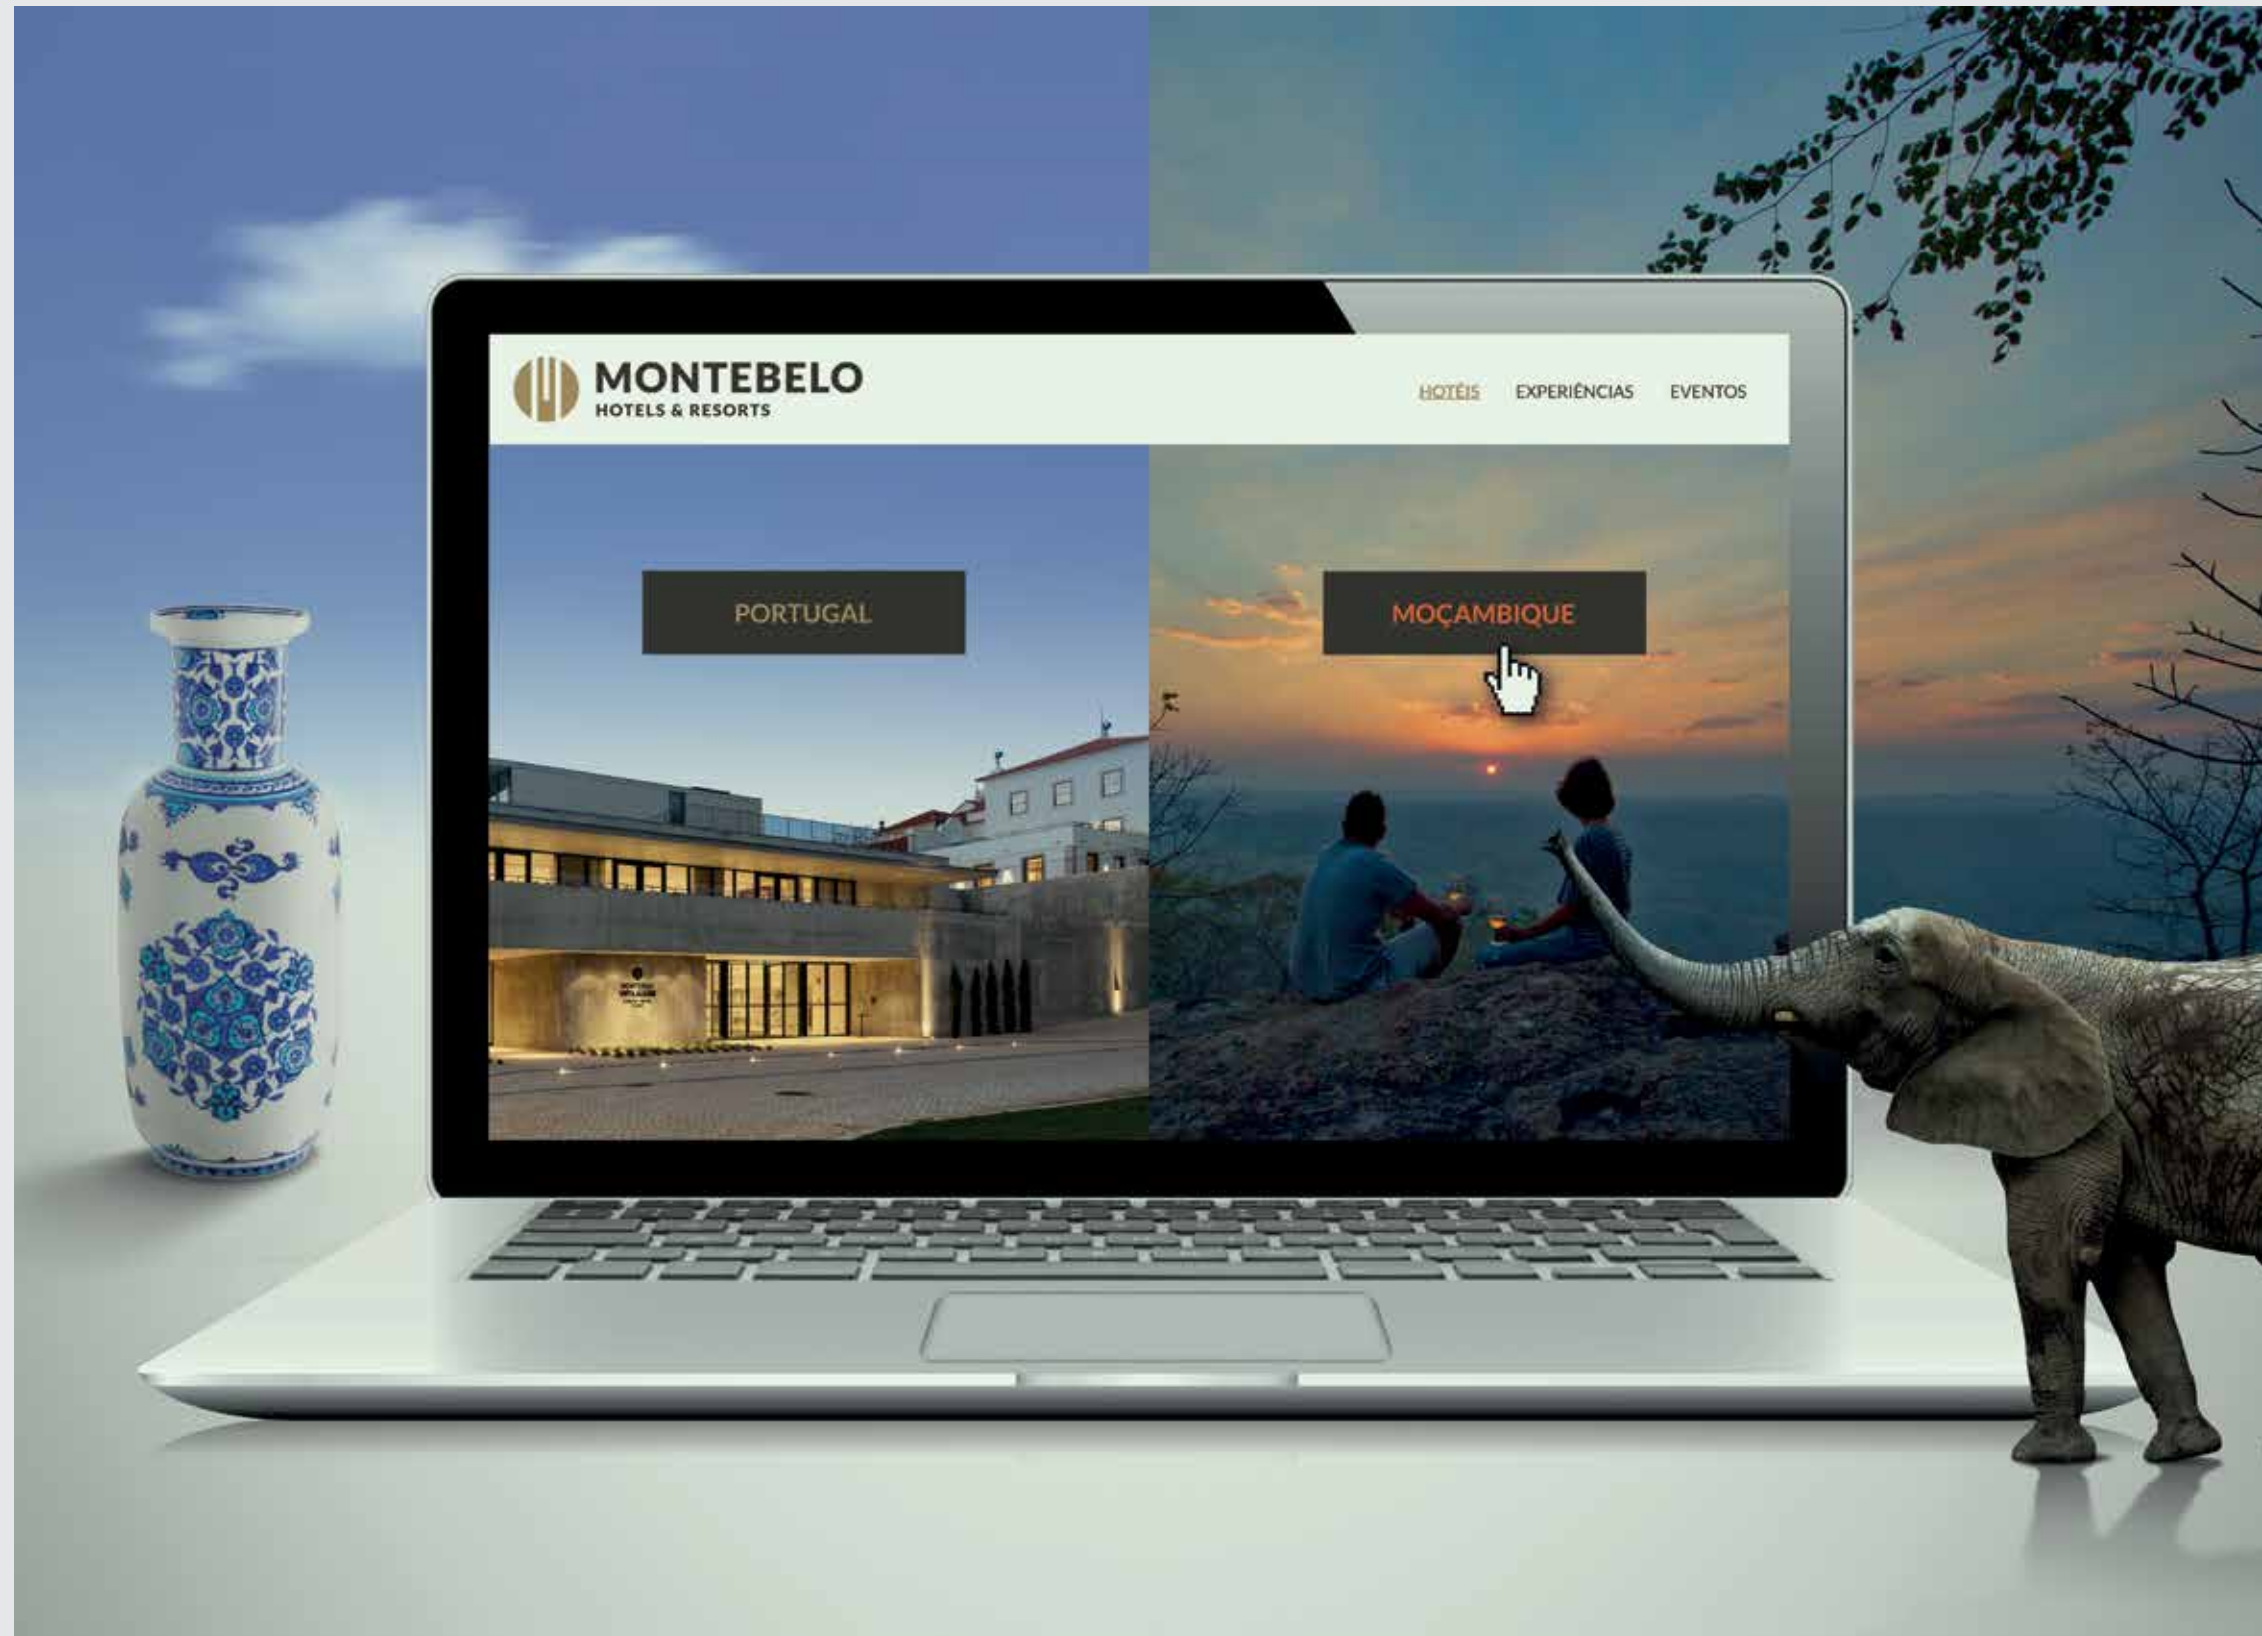 MONTEBELO
HOTELS & RESORTS
HOTÉIS EXPERIÊNCIAS EVENTOS
PORTUGAL
MOÇAMBIQUE